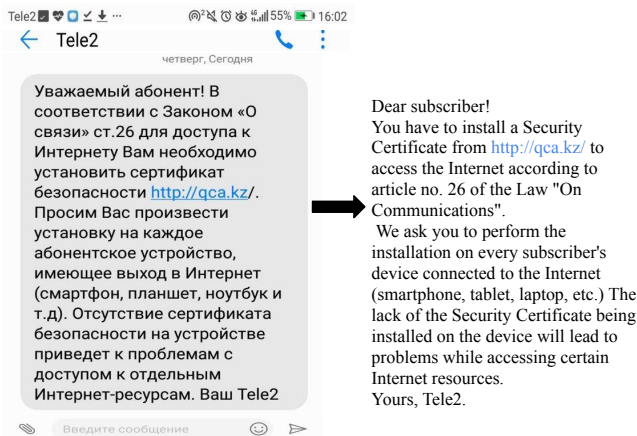 Tele2 ··· 55% 16:02
Tele2
четверг, Сегодня
Уважаемый абонент! В
соответствии с Законом «О
связи» ст.26 для доступа к
Интернету Вам необходимо
установить сертификат
безопасности http://qca.kz/.
Просим Вас произвести
установку на каждое
абонентское устройство,
имеющее выход в Интернет
(смартфон, планшет, ноутбук и
т.д). Отсутствие сертификата
безопасности на устройстве
приведет к проблемам с
доступом к отдельным
Интернет-ресурсам. Ваш Tele2
Введите сообщение
Dear subscriber!
You have to install a Security
Certificate from http://qca.kz/ to
access the Internet according to
article no. 26 of the Law "On
Communications".
We ask you to perform the
installation on every subscriber's
device connected to the Internet
(smartphone, tablet, laptop, etc.) The
lack of the Security Certificate being
installed on the device will lead to
problems while accessing certain
Internet resources.
Yours, Tele2.